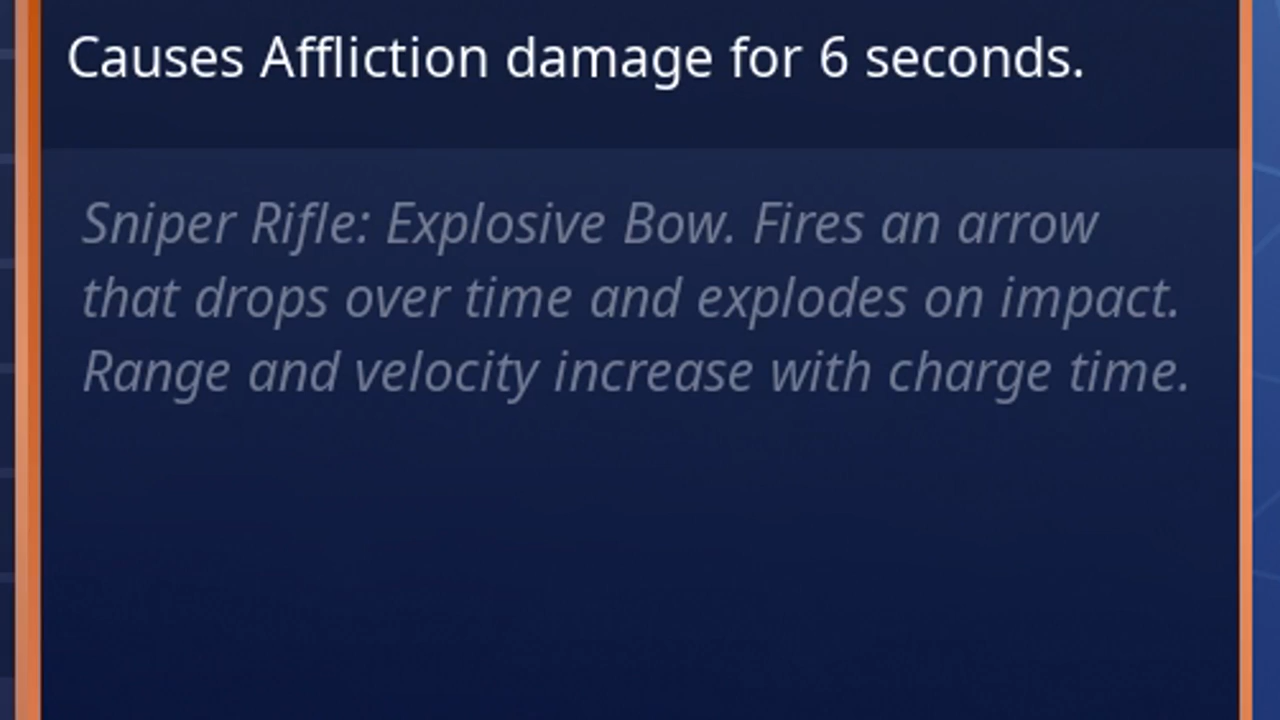 Causes Affliction damage for 6 seconds.
Sniper Rifle: Explosive Bow. Fires an arrow
that drops over time and explodes on impact.
Range and velocity increase with charge time.